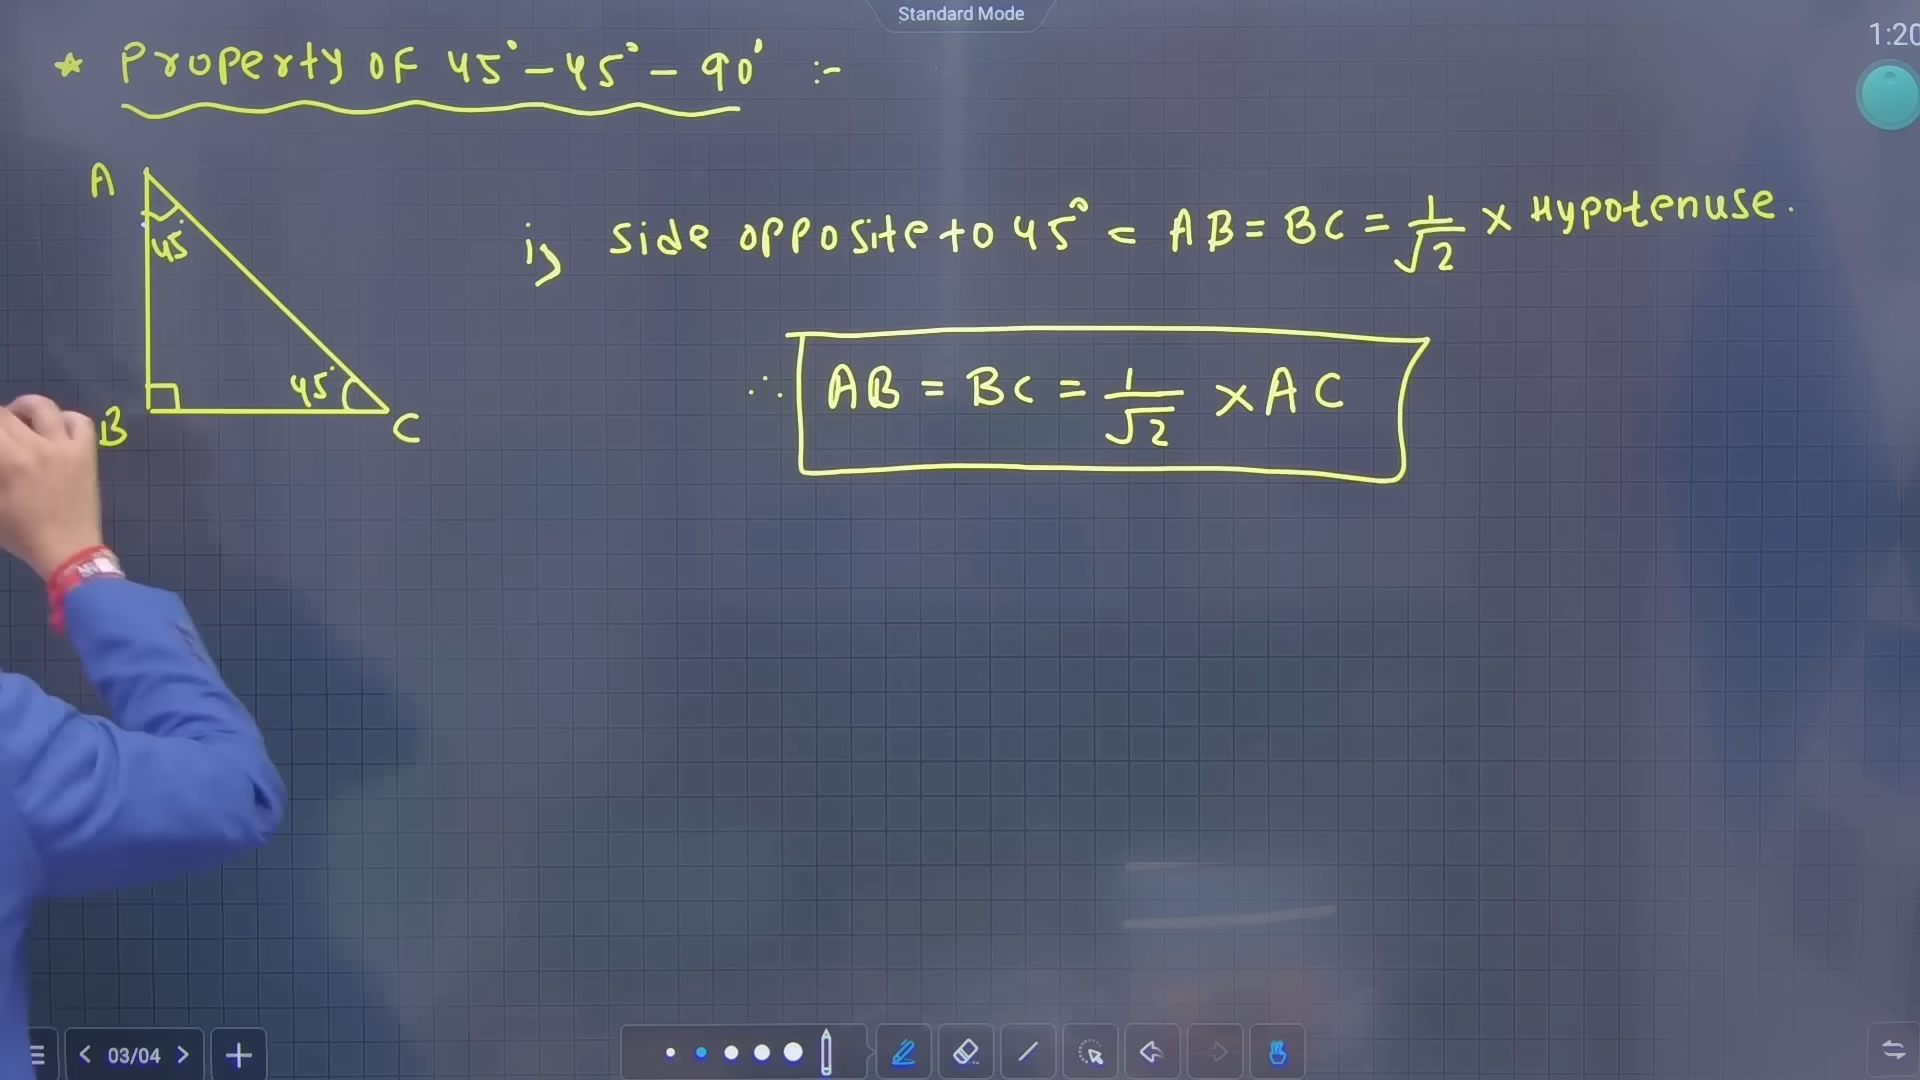 Standard Mode
1:20
* Property of 45° - 45° - 90° :-
A
45°
45°
B
C
i) side opposite to 45° = AB = BC = 1/√2 × Hypotenuse.
∴ AB = BC = 1/√2 × AC
03/04